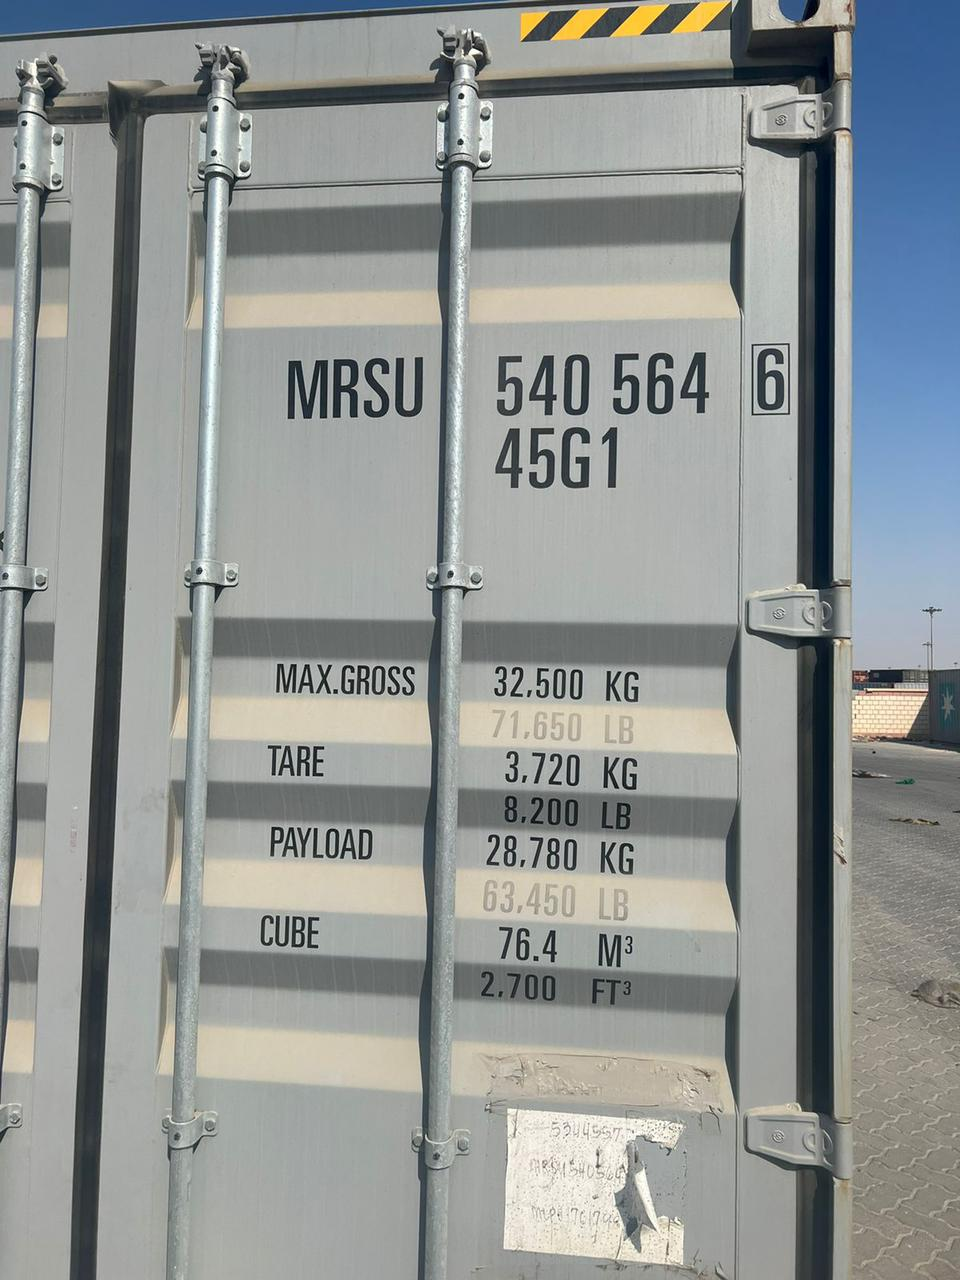 MRSU 540 564 6
45G1
MAX.GROSS 32,500 KG
71,650 LB
TARE 3,720 KG
8,200 LB
PAYLOAD 28,780 KG
63,450 LB
CUBE 76.4 M³
2,700 FT³